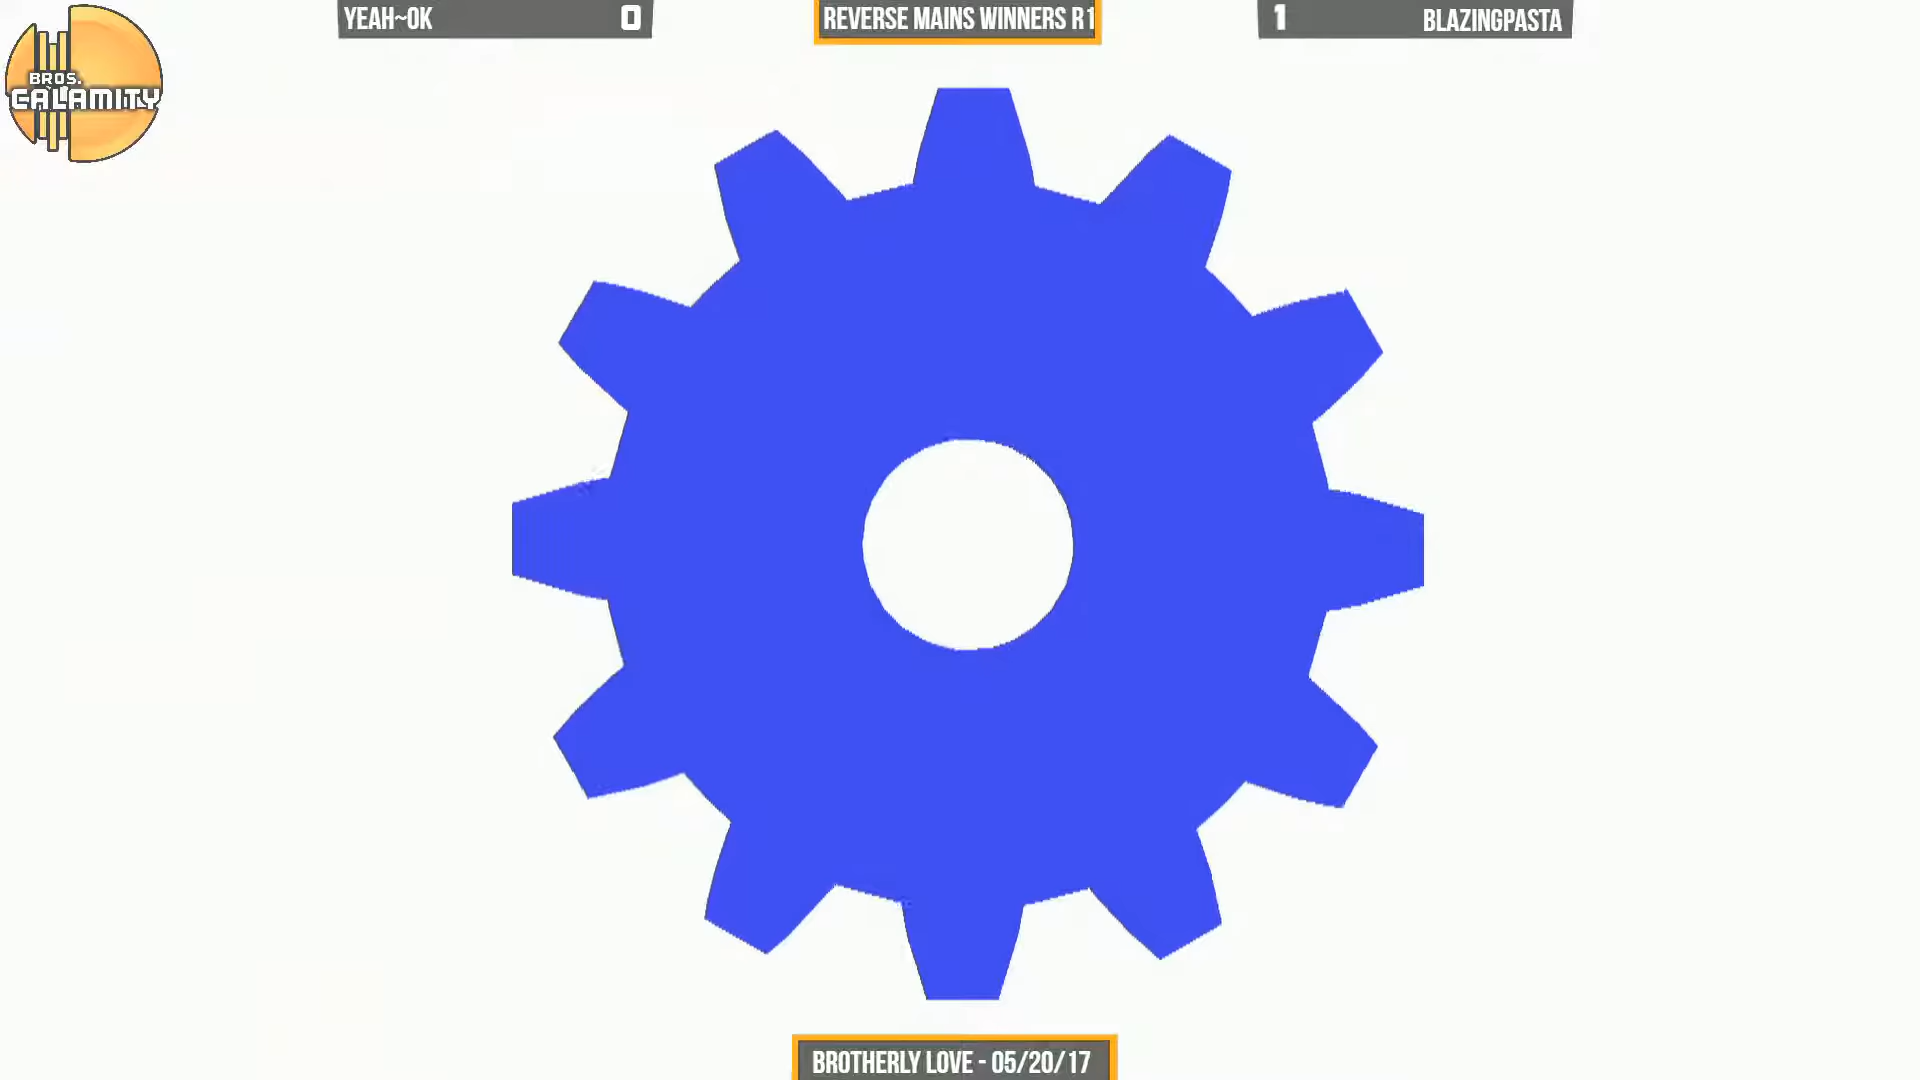 YEAH~OK 0
REVERSE MAINS WINNERS R1
1 BLAZINGPASTA
BROS.
CALAMITY
BROTHERLY LOVE - 05/20/17